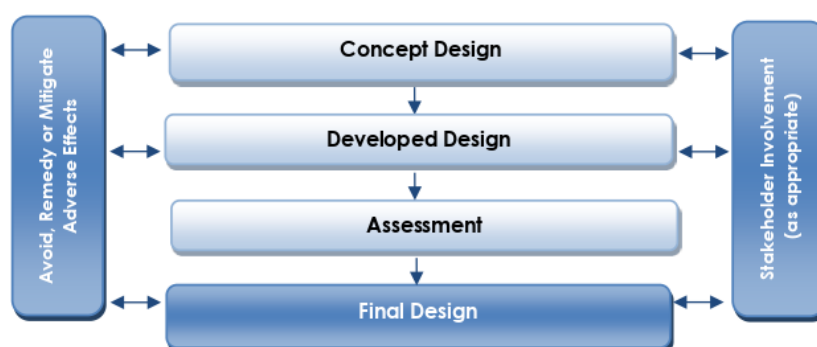 Avoid, Remedy or Mitigate
Adverse Effects
Concept Design
Developed Design
Assessment
Final Design
Stakeholder Involvement
(as appropriate)